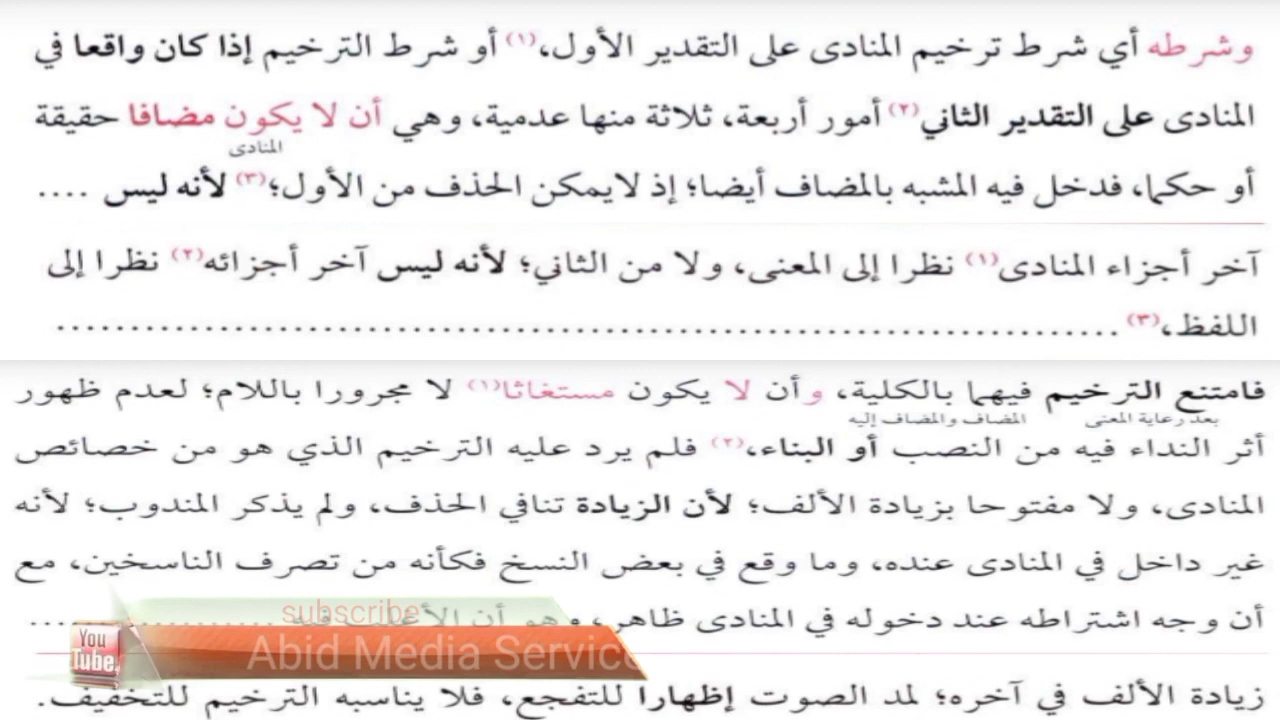 وشرطه أي شرط ترخيم المنادى على التقدير الأول،(١) أو شرط الترخيم إذا كان واقعا في
المنادى على التقدير الثاني(٢) أمور أربعة، ثلاثة منها عدمية، وهي أن لا يكون مضافا حقيقة
المنادى
أو حكما، فدخل فيه المشبه بالمضاف أيضا؛ إذ لايمكن الحذف من الأول؛(٣) لأنه ليس ....
آخر أجزاء المنادى(١) نظرا إلى المعنى، ولا من الثاني؛ لأنه ليس آخر أجزائه(٢) نظرا إلى
اللفظ،(٣) ..........................................................................
فامتنع الترخيم فيهما بالكلية، وأن لا يكون مستغاثا(١) لا مجرورا باللام؛ لعدم ظهور
بعد رعاية المعنى المضاف والمضاف إليه
أثر النداء فيه من النصب أو البناء،(٢) فلم يرد عليه الترخيم الذي هو من خصائص
المنادى، ولا مفتوحا بزيادة الألف؛ لأن الزيادة تنافي الحذف، ولم يذكر المندوب؛ لأنه
غير داخل في المنادى عنده، وما وقع في بعض النسخ فكأنه من تصرف الناسخين، مع
أن وجه اشتراطه عند دخوله في المنادى ظاهر، وهو أن الأغلب فيه ..................
subscribe
You Tube
Abid Media Service
زيادة الألف في آخره؛ لمد الصوت إظهارا للتفجع، فلا يناسبه الترخيم للتخفيف.